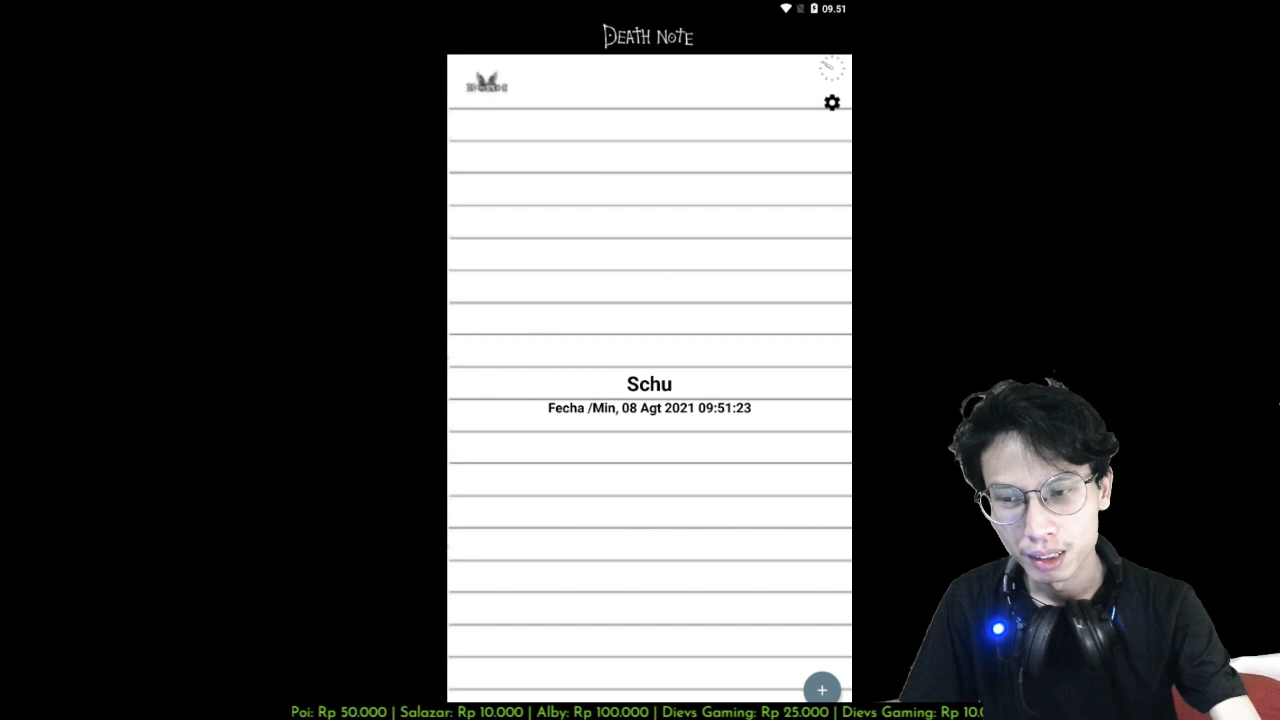 09.51
DEATH NOTE
Schu
Fecha /Min, 08 Agt 2021 09:51:23
+
Poi: Rp 50.000 | Salazar: Rp 10.000 | Alby: Rp 100.000 | Dievs Gaming: Rp 25.000 | Dievs Gaming: Rp 10.0